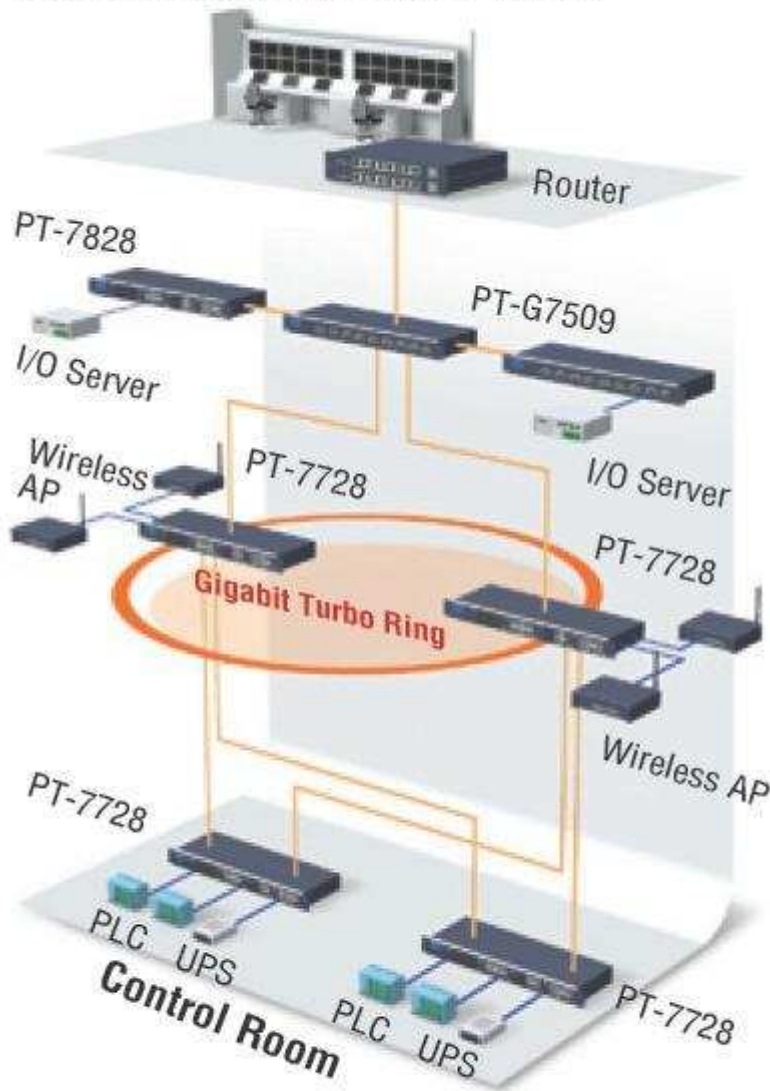 Router
PT-7828
PT-G7509
I/O Server
I/O Server
Wireless
AP
PT-7728
PT-7728
Gigabit Turbo Ring
Wireless AP
PT-7728
PLC
UPS
PT-7728
PLC
UPS
Control Room